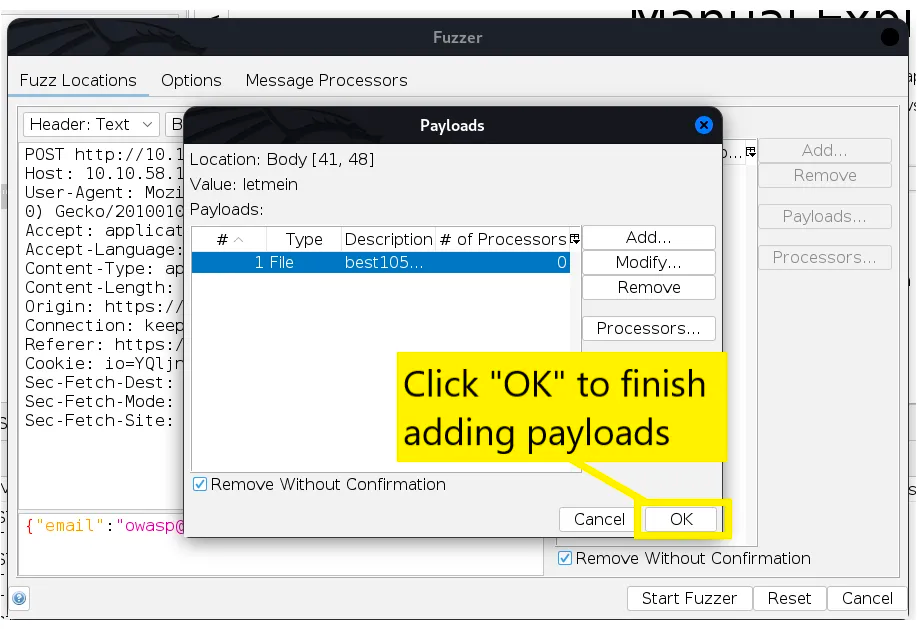 Manual Expl
Fuzzer
Fuzz Locations Options Message Processors
Header: Text B
Payloads
POST http://10.1
Host: 10.10.58.1
User-Agent: Mozi
0) Gecko/2010010
Accept: applicat
Accept-Language:
Content-Type: ap
Content-Length:
Origin: https://
Connection: keep
Referer: https:/
Cookie: io=YQljr
Sec-Fetch-Dest:
Sec-Fetch-Mode:
Sec-Fetch-Site:
{"email":"owasp@
Location: Body [41, 48]
Value: letmein
Payloads:
# Type Description # of Processors
1 File best105... 0
Add...
Modify...
Remove
Processors...
Click "OK" to finish
adding payloads
Remove Without Confirmation
Cancel OK
Add...
Remove
Payloads...
Processors...
Remove Without Confirmation
Start Fuzzer Reset Cancel